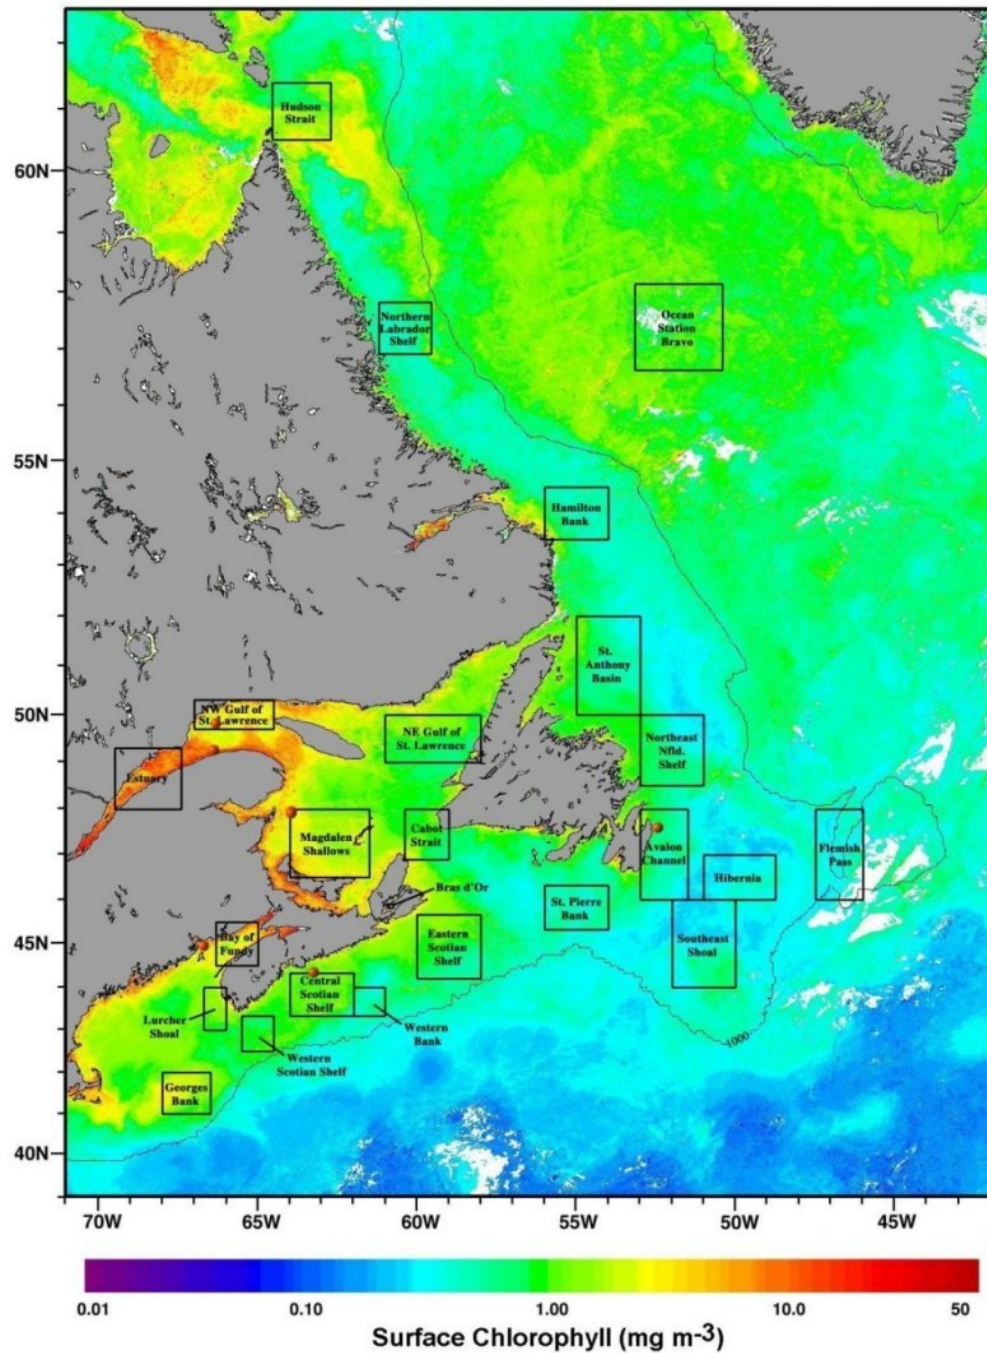 Hudson
Strait
60N
Northern
Labrador
Shelf
Ocean
Station
Bravo
55N
Hamilton
Bank
St.
Anthony
Basin
50N
NW Gulf of
St. Lawrence
NE Gulf of
St. Lawrence
Northeast
Nfld.
Shelf
Estuary
Magdalen
Shallows
Cabot
Strait
Avalon
Channel
Flemish
Pass
Hibernia
Bras d'Or
St. Pierre
Bank
45N
Bay of
Fundy
Eastern
Scotian
Shelf
Southeast
Shoal
Central
Scotian
Shelf
Lurcher
Shoal
Western
Bank
1000
Western
Scotian Shelf
Georges
Bank
40N
70W 65W 60W 55W 50W 45W
0.01 0.10 1.00 10.0 50
Surface Chlorophyll (mg m-3)